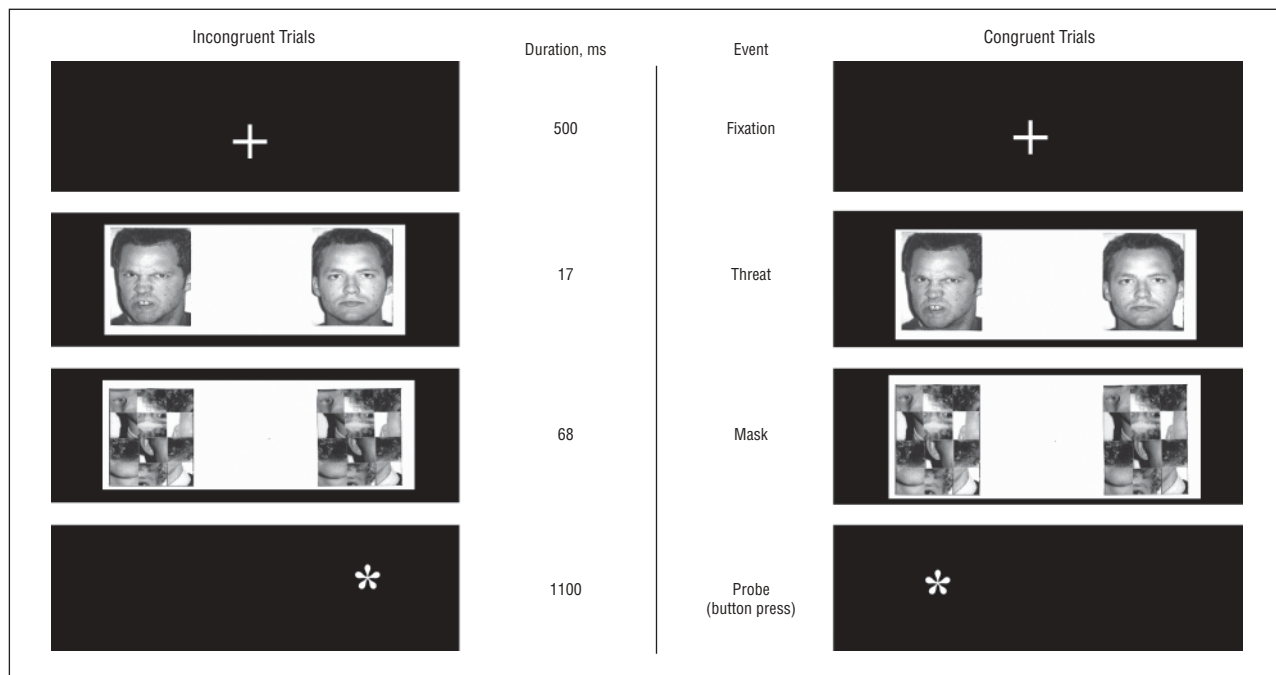 Incongruent Trials
Duration, ms
Event
Congruent Trials
500
Fixation
17
Threat
68
Mask
*
1100
Probe
(button press)
*